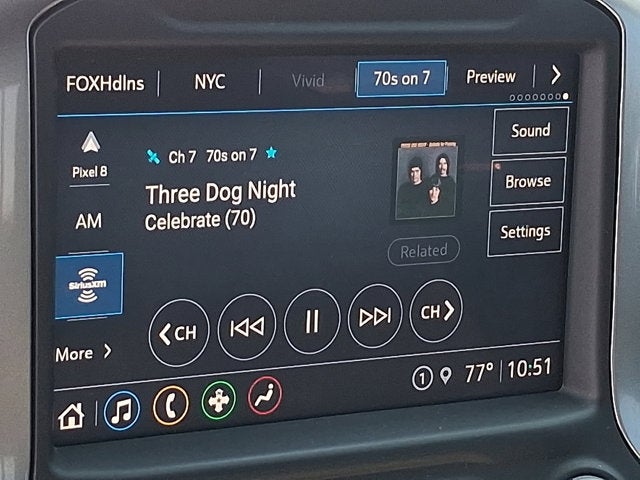 FOXHdlns NYC Vivid 70s on 7 Preview
Pixel 8
AM
SiriusXM
More
Ch 7 70s on 7
Three Dog Night
Celebrate (70)
Related
Sound
Browse
Settings
CH CH
1 77° 10:51